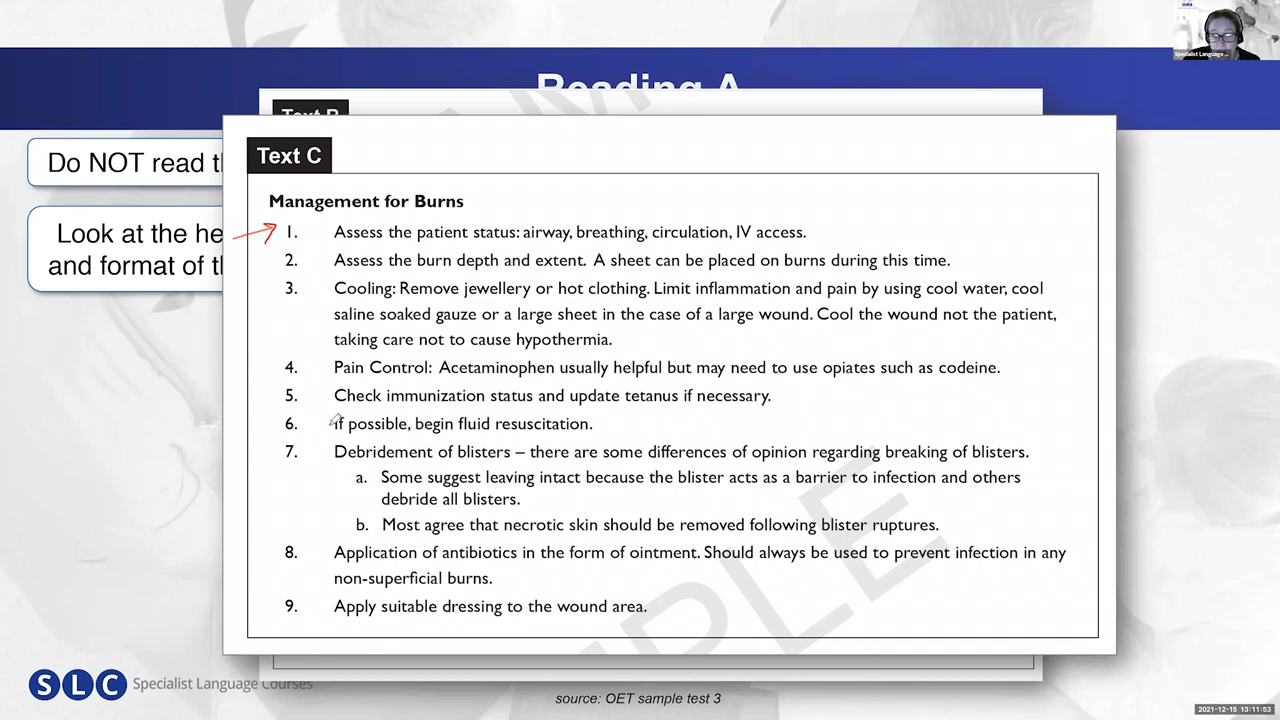 Specialist Language ...
Reading A
Do NOT read t
Look at the he
and format of t
Text B
Text C
Management for Burns
1. Assess the patient status: airway, breathing, circulation, IV access.
2. Assess the burn depth and extent. A sheet can be placed on burns during this time.
3. Cooling: Remove jewellery or hot clothing. Limit inflammation and pain by using cool water, cool
saline soaked gauze or a large sheet in the case of a large wound. Cool the wound not the patient,
taking care not to cause hypothermia.
4. Pain Control: Acetaminophen usually helpful but may need to use opiates such as codeine.
5. Check immunization status and update tetanus if necessary.
6. If possible, begin fluid resuscitation.
7. Debridement of blisters – there are some differences of opinion regarding breaking of blisters.
a. Some suggest leaving intact because the blister acts as a barrier to infection and others
debride all blisters.
b. Most agree that necrotic skin should be removed following blister ruptures.
8. Application of antibiotics in the form of ointment. Should always be used to prevent infection in any
non-superficial burns.
9. Apply suitable dressing to the wound area.
SLC Specialist Language Courses
source: OET sample test 3
2021-12-15 13:11:53